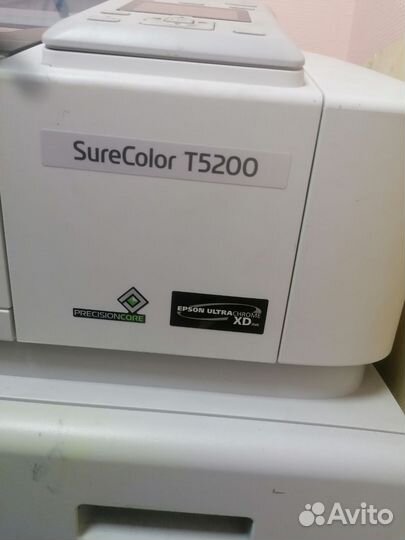 SureColor T5200
PRECISIONCORE
EPSON ULTRACHROME
XD
Avito